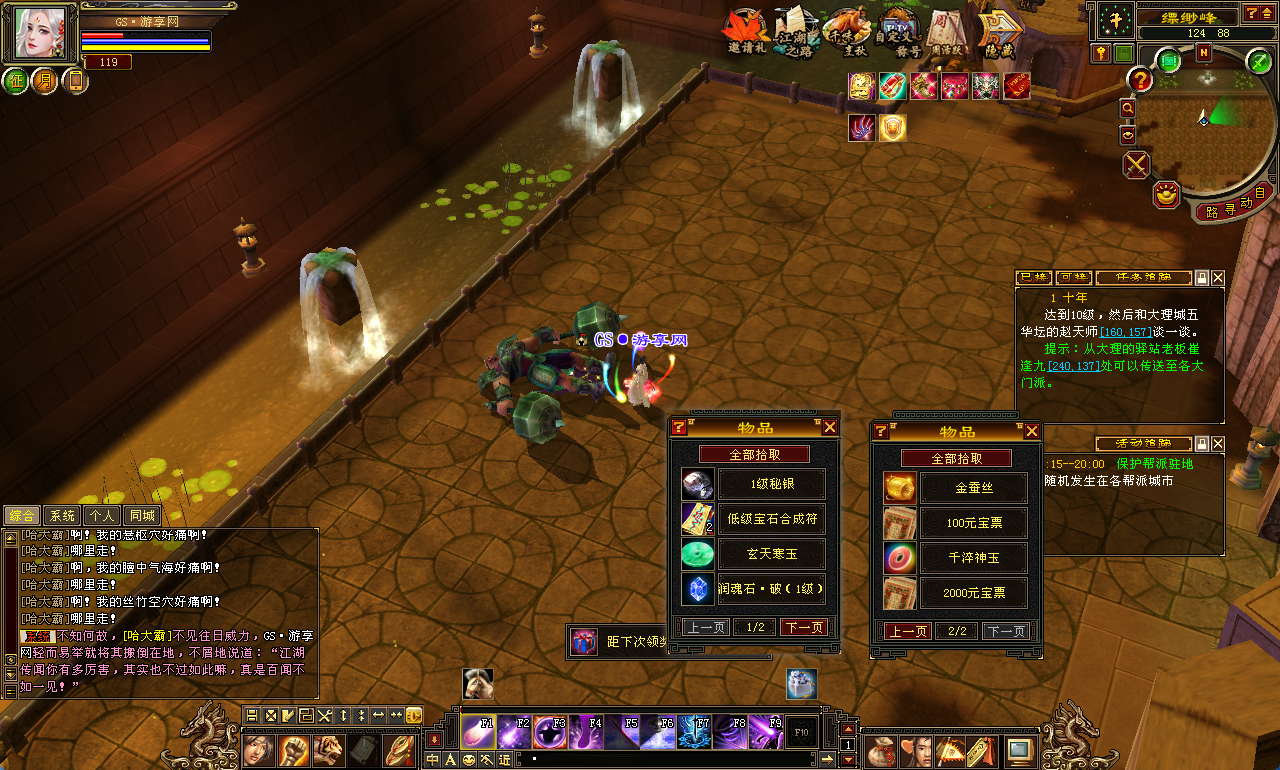 GS·游享网
119
征
月
邀请礼
江湖之路
千味烹秋
自定义称号
周活跃
隐藏
缥缈峰
124 88
N
自动寻路
已接
可接
任务追踪
1 十年
达到10级，然后和大理城五
华坛的赵天师[160,157]谈一谈。
提示：从大理的驿站老板崔
逢九[240,137]处可以传送至各大
门派。
活动追踪
:15--20:00 保护帮派驻地
随机发生在各帮派城市
GS●游享网
物品
全部拾取
1级秘银
2
低级宝石合成符
玄天寒玉
润魂石·破（1级）
上一页
1/2
下一页
物品
全部拾取
金蚕丝
100元宝票
千淬神玉
2000元宝票
上一页
2/2
下一页
距下次领奖
综合
系统
个人
同城
[哈大霸]啊！我的悬枢穴好痛啊！
[哈大霸]哪里走！
[哈大霸]啊，我的膻中气海好痛啊！
[哈大霸]哪里走！
[哈大霸]啊！我的丝竹空穴好痛啊！
[哈大霸]哪里走！
系统 不知何故，[哈大霸]不见往日威力，GS·游享
网轻而易举就将其掀倒在地，不屑地说道：“江湖
传闻你有多厉害，其实也不过如此嘛，真是百闻不
如一见！”
F1
F2
F3
F4
F5
F6
F7
F8
F9
F10
1
中
A
近